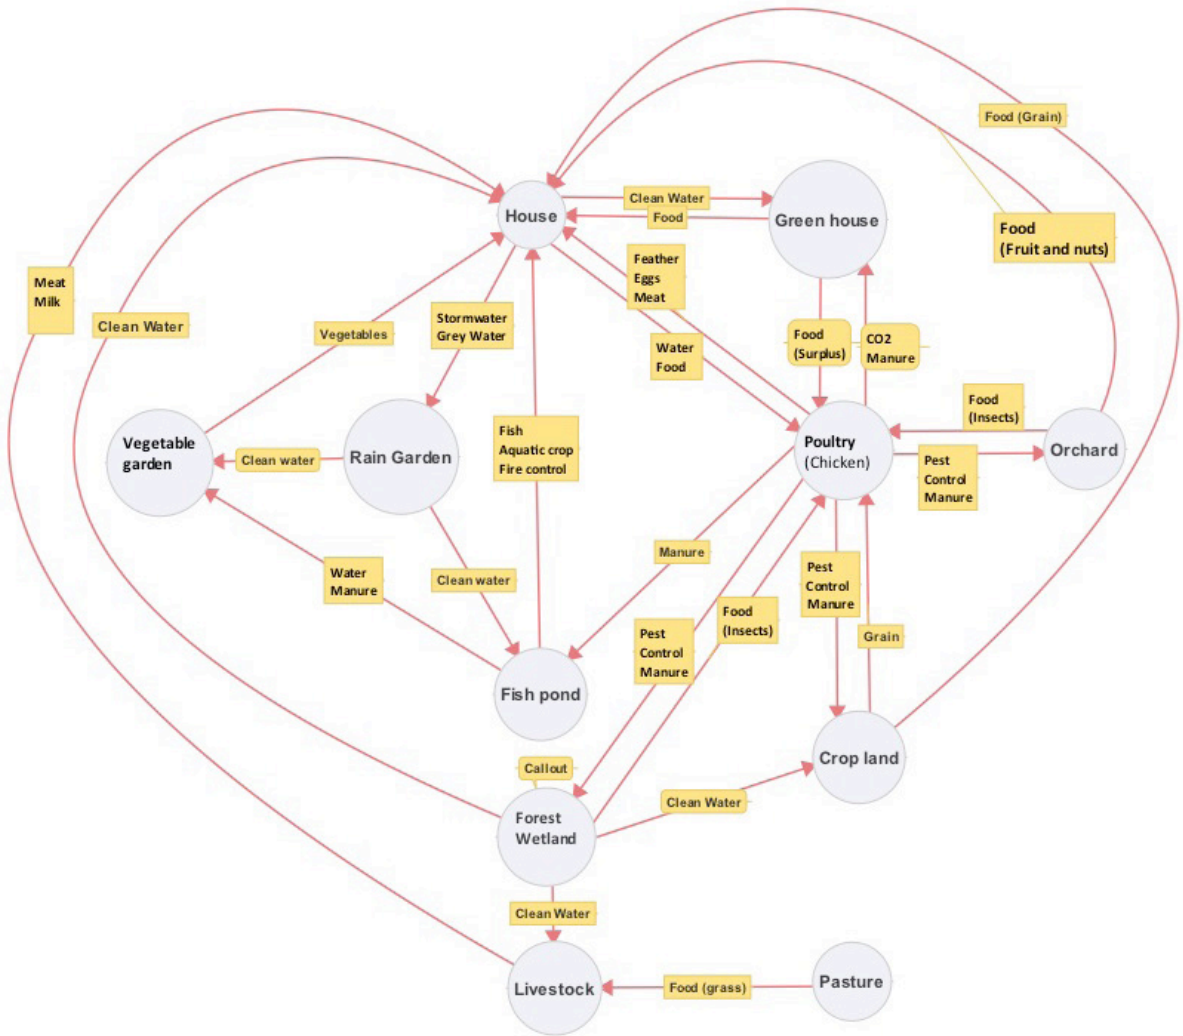 Food (Grain)
House
Clean Water
Food
Green house
Food
(Fruit and nuts)
Meat
Milk
Clean Water
Vegetables
Stormwater
Grey Water
Feather
Eggs
Meat
Water
Food
Food
(Surplus)
CO2
Manure
Food
(Insects)
Vegetable
garden
Clean water
Rain Garden
Fish
Aquatic crop
Fire control
Poultry
(Chicken)
Pest
Control
Manure
Orchard
Water
Manure
Clean water
Manure
Pest
Control
Manure
Food
(Insects)
Pest
Control
Manure
Grain
Fish pond
Crop land
Callout
Forest
Wetland
Clean Water
Clean Water
Livestock
Food (grass)
Pasture